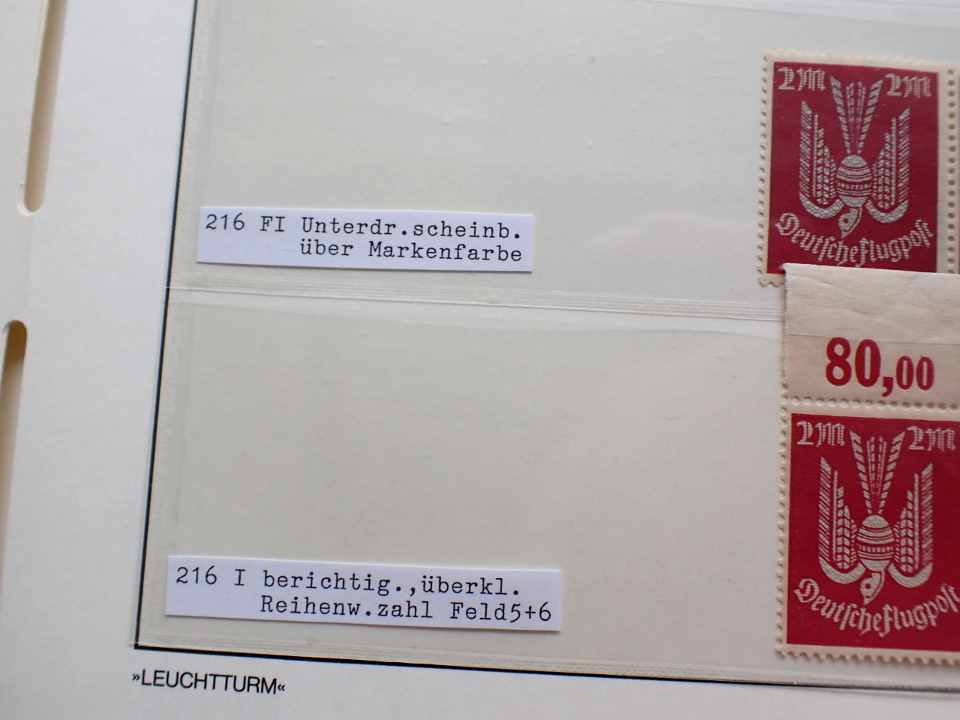 2M 2M
Deutsche Flugpost
216 FI Unterdr.scheinb.
über Markenfarbe
80,00
2M 2M
Deutsche Flugpost
216 I berichtig.,überkl.
Reihenw.zahl Feld5+6
»LEUCHTTURM«